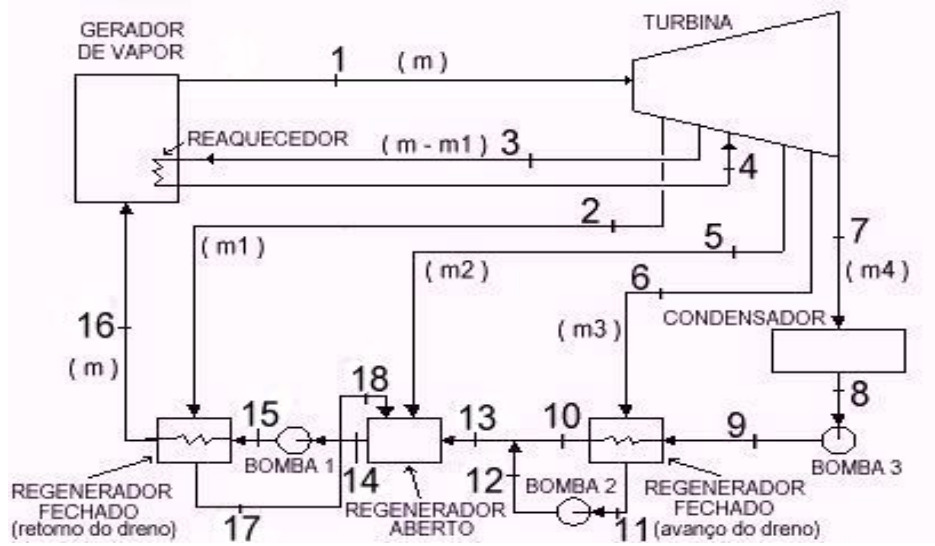 GERADOR
DE VAPOR
TURBINA
1
( m )
REAQUECEDOR
( m - m1 )
3
4
2
( m1 )
5
( m2 )
7
( m4 )
6
16
( m )
( m3 )
CONDENSADOR
18
8
15
13
10
9
BOMBA 1
14
12
BOMBA 2
BOMBA 3
REGENERADOR
FECHADO
(retorno do dreno)
17
REGENERADOR
ABERTO
11
REGENERADOR
FECHADO
(avanço do dreno)